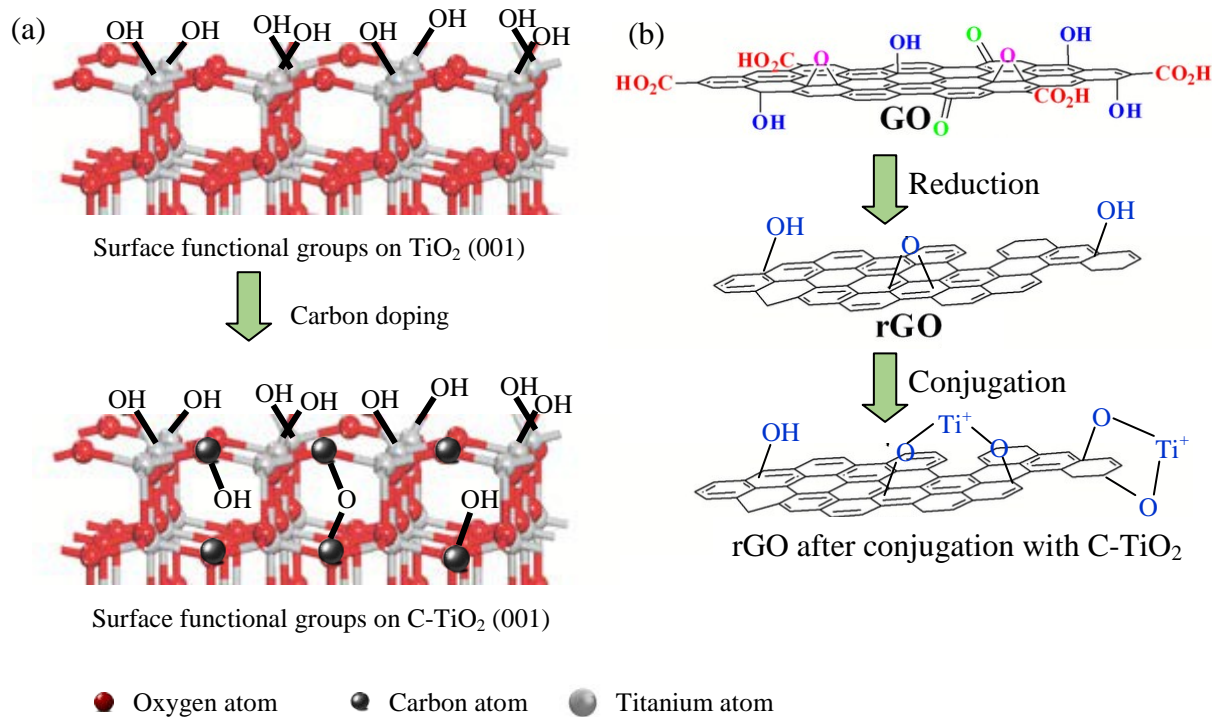 (a)
OH OH OH OH OH OH OH OH
Surface functional groups on TiO₂ (001)
Carbon doping
OH OH OH OH OH OH OH OH
OH O OH
Surface functional groups on C-TiO₂ (001)
Oxygen atom
Carbon atom
Titanium atom
(b)
O OH O OH
HO₂C O O
HO₂C CO₂H
CO₂H
OH GO O OH
Reduction
OH O OH
rGO
Conjugation
OH Ti⁺ O
O O Ti⁺
O
rGO after conjugation with C-TiO₂